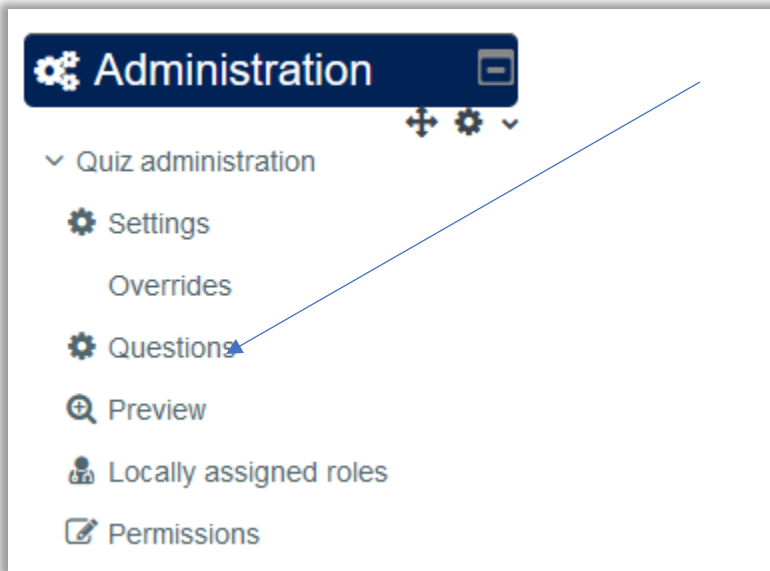 Administration
Quiz administration
Settings
Overrides
Questions
Preview
Locally assigned roles
Permissions